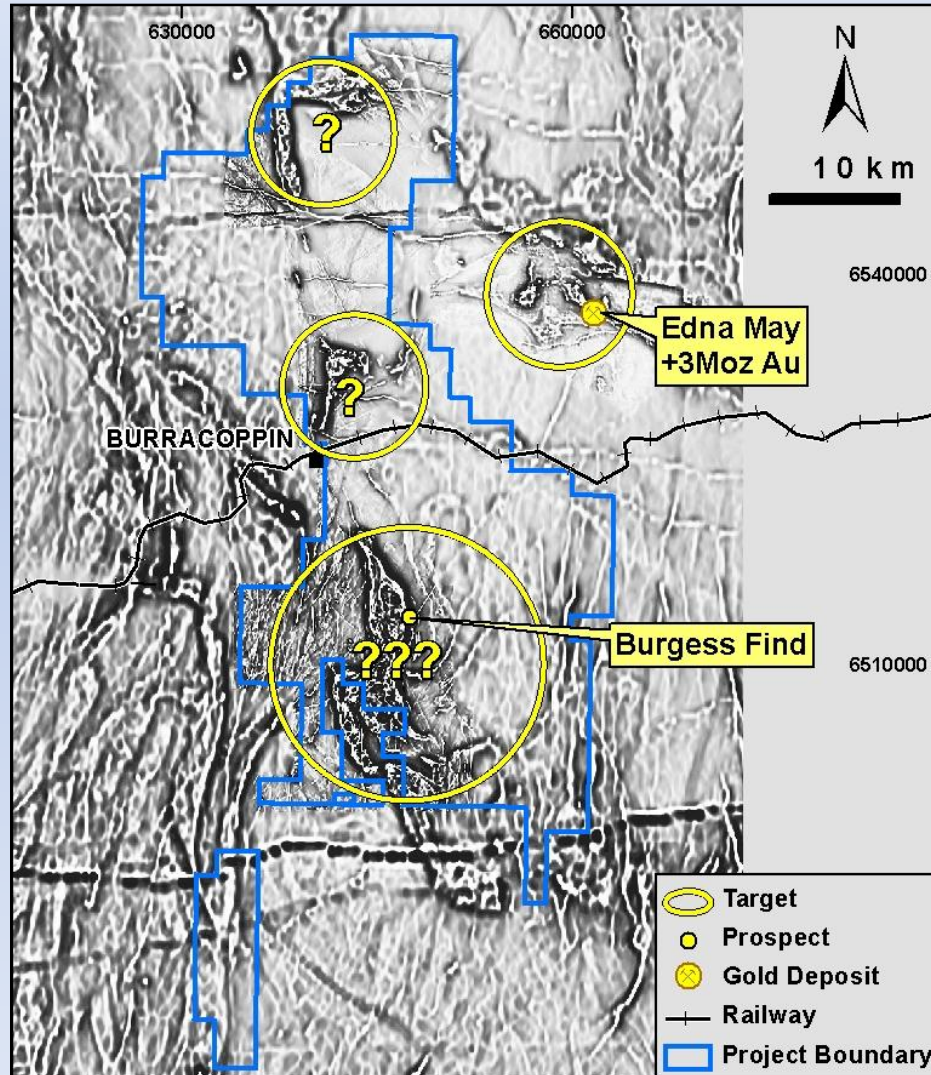 630000
660000
N
10 km
?
6540000
Edna May
+3Moz Au
?
BURRACOPPIN
Burgess Find
???
6510000
Target
Prospect
Gold Deposit
Railway
Project Boundary